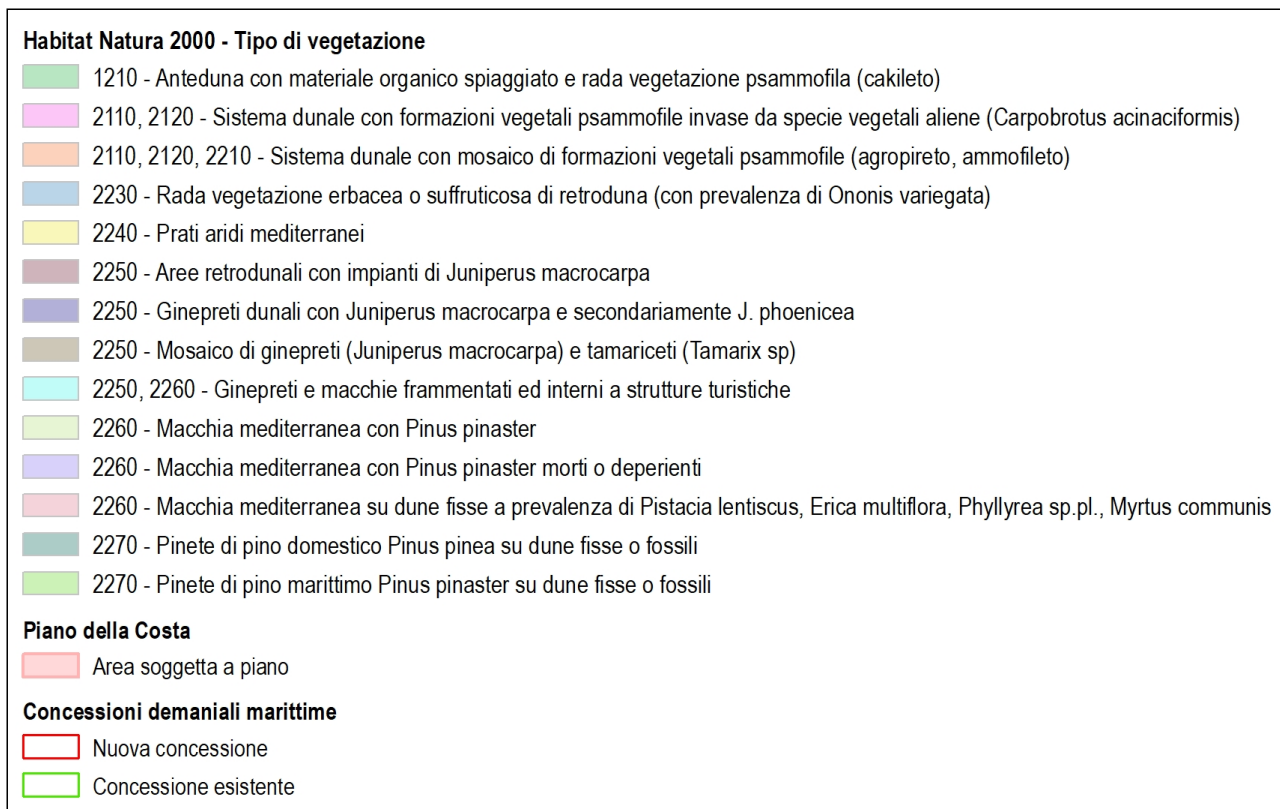 Habitat Natura 2000 - Tipo di vegetazione
1210 - Anteduna con materiale organico spiaggiato e rada vegetazione psammofila (cakileto)
2110, 2120 - Sistema dunale con formazioni vegetali psammofile invase da specie vegetali aliene (Carpobrotus acinaciformis)
2110, 2120, 2210 - Sistema dunale con mosaico di formazioni vegetali psammofile (agropireto, ammofileto)
2230 - Rada vegetazione erbacea o suffruticosa di retroduna (con prevalenza di Ononis variegata)
2240 - Prati aridi mediterranei
2250 - Aree retrodunali con impianti di Juniperus macrocarpa
2250 - Ginepreti dunali con Juniperus macrocarpa e secondariamente J. phoenicea
2250 - Mosaico di ginepreti (Juniperus macrocarpa) e tamariceti (Tamarix sp)
2250, 2260 - Ginepreti e macchie frammentati ed interni a strutture turistiche
2260 - Macchia mediterranea con Pinus pinaster
2260 - Macchia mediterranea con Pinus pinaster morti o deperienti
2260 - Macchia mediterranea su dune fisse a prevalenza di Pistacia lentiscus, Erica multiflora, Phyllyrea sp.pl., Myrtus communis
2270 - Pinete di pino domestico Pinus pinea su dune fisse o fossili
2270 - Pinete di pino marittimo Pinus pinaster su dune fisse o fossili
Piano della Costa
Area soggetta a piano
Concessioni demaniali marittime
Nuova concessione
Concessione esistente